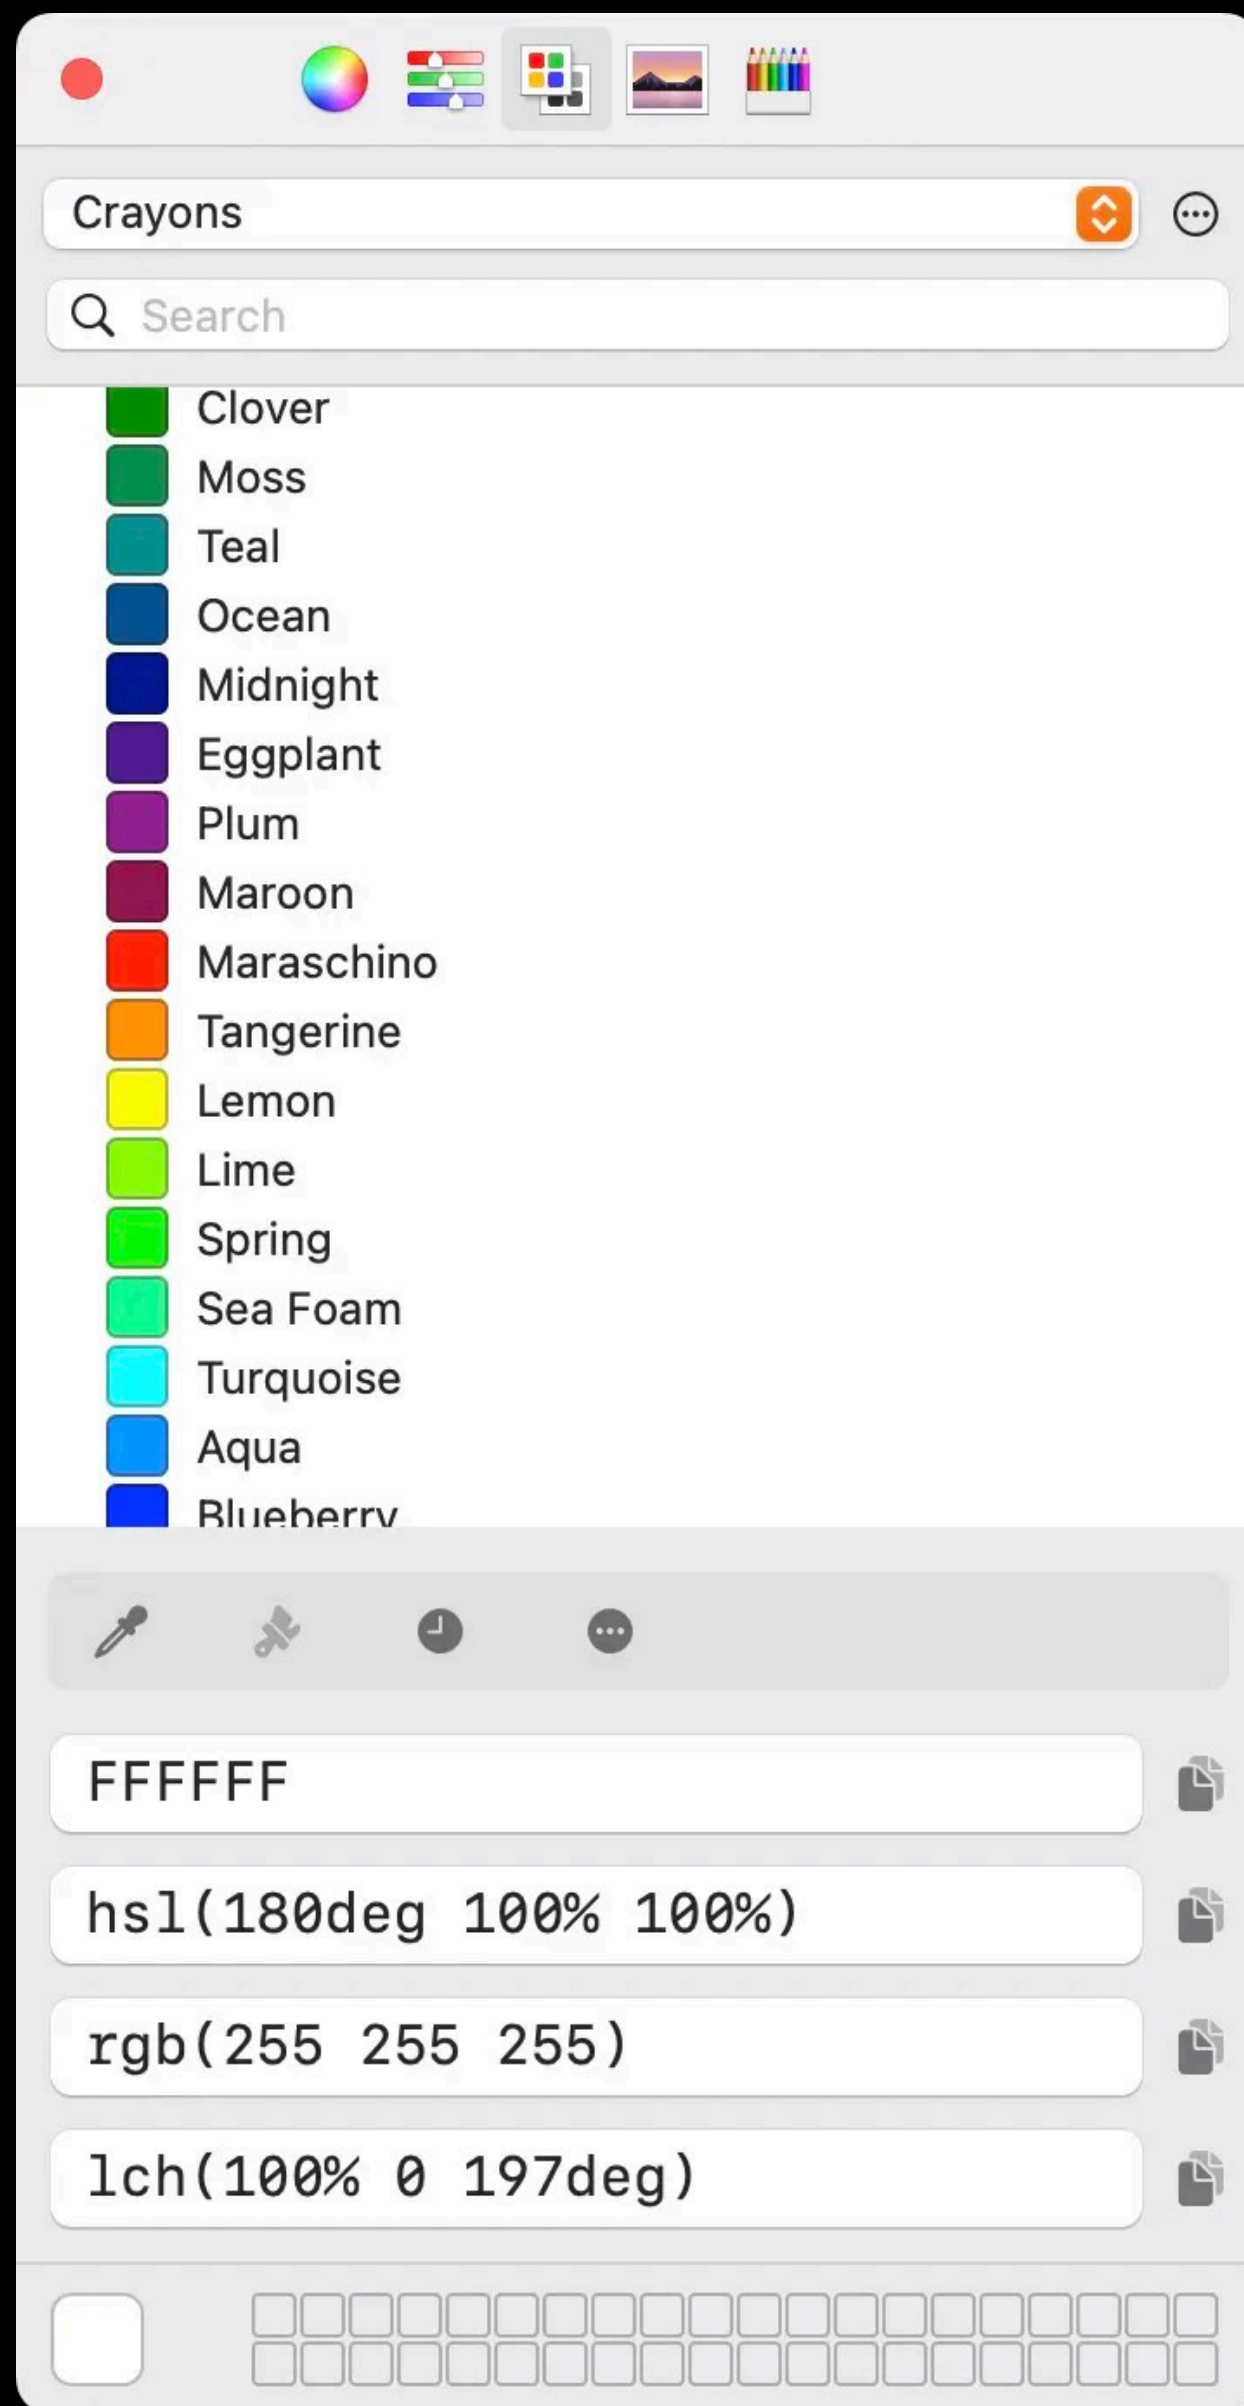 Crayons
Search
Clover
Moss
Teal
Ocean
Midnight
Eggplant
Plum
Maroon
Maraschino
Tangerine
Lemon
Lime
Spring
Sea Foam
Turquoise
Aqua
Blueberry
FFFFFF
hsl(180deg 100% 100%)
rgb(255 255 255)
lch(100% 0 197deg)